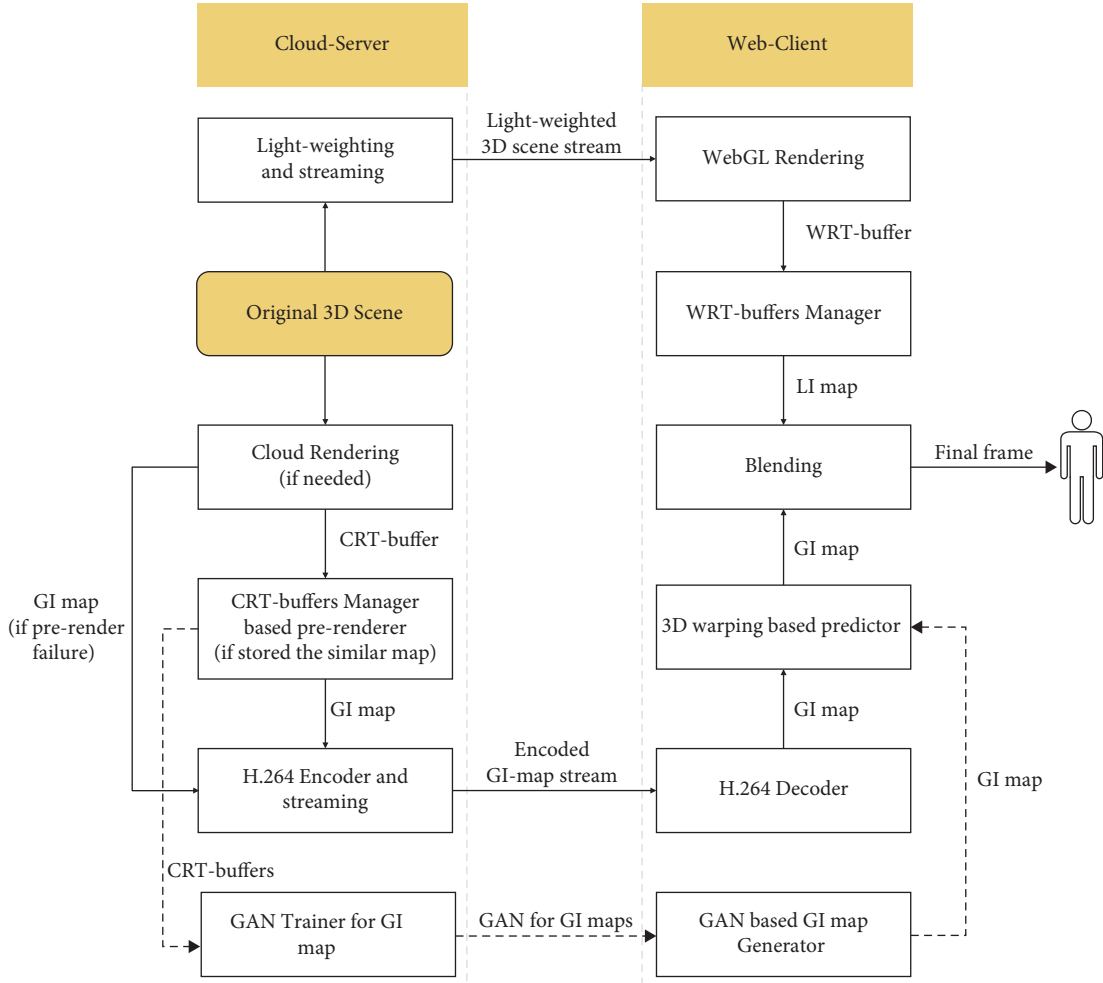 Cloud-Server
Web-Client
Light-weighting
and streaming
Light-weighted
3D scene stream
WebGL Rendering
WRT-buffer
Original 3D Scene
WRT-buffers Manager
LI map
Cloud Rendering
(if needed)
Blending
Final frame
CRT-buffer
GI map
GI map
(if pre-render
failure)
CRT-buffers Manager
based pre-renderer
(if stored the similar map)
3D warping based predictor
GI map
GI map
H.264 Encoder and
streaming
Encoded
GI-map stream
H.264 Decoder
GI map
CRT-buffers
GAN Trainer for GI
map
GAN for GI maps
GAN based GI map
Generator